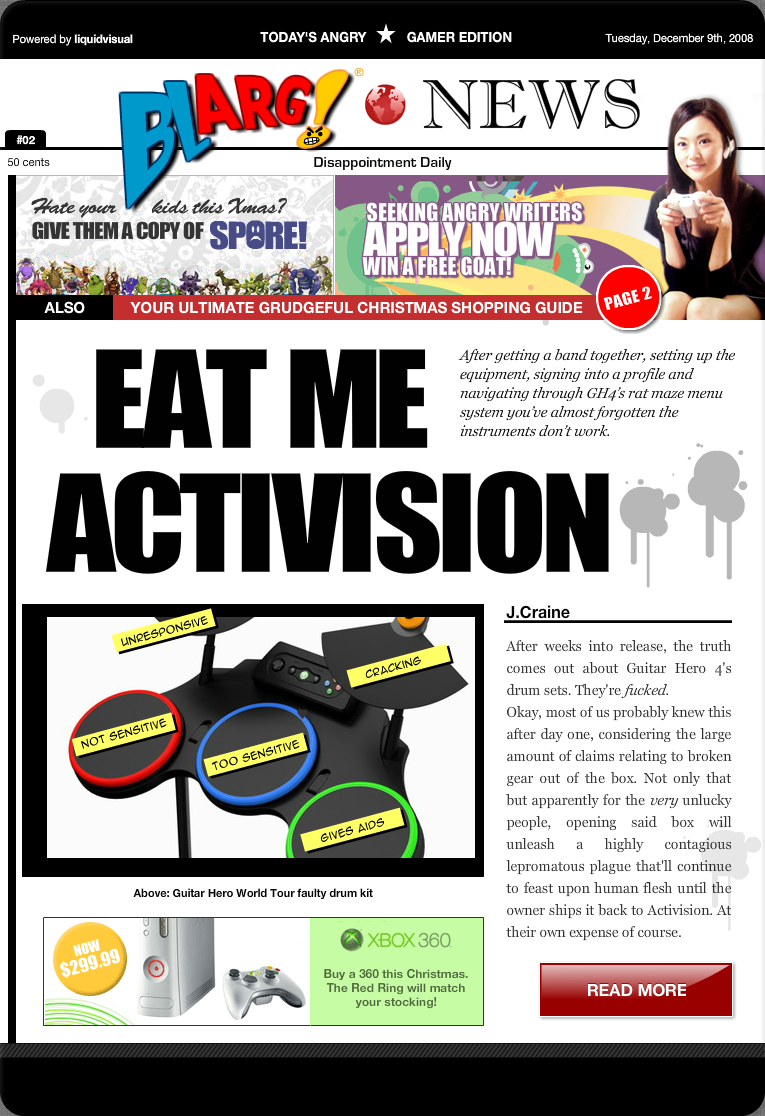 Powered by liquidvisual
TODAY'S ANGRY ★ GAMER EDITION
Tuesday, December 9th, 2008
BLARG! ®
NEWS
#02
50 cents
Disappointment Daily
Hate your kids this Xmas?
GIVE THEM A COPY OF SPORE!
SEEKING ANGRY WRITERS
APPLY NOW
WIN A FREE GOAT!
ALSO
YOUR ULTIMATE GRUDGEFUL CHRISTMAS SHOPPING GUIDE
PAGE 2
EAT ME
ACTIVISION
After getting a band together, setting up the
equipment, signing into a profile and
navigating through GH4's rat maze menu
system you've almost forgotten the
instruments don't work.
UNRESPONSIVE
CRACKING
NOT SENSITIVE
TOO SENSITIVE
GIVES AIDS
Above: Guitar Hero World Tour faulty drum kit
J.Craine
After weeks into release, the truth
comes out about Guitar Hero 4's
drum sets. They're fucked.
Okay, most of us probably knew this
after day one, considering the large
amount of claims relating to broken
gear out of the box. Not only that
but apparently for the very unlucky
people, opening said box will
unleash a highly contagious
lepromatous plague that'll continue
to feast upon human flesh until the
owner ships it back to Activision. At
their own expense of course.
NOW
$299.99
XBOX 360
Buy a 360 this Christmas.
The Red Ring will match
your stocking!
READ MORE